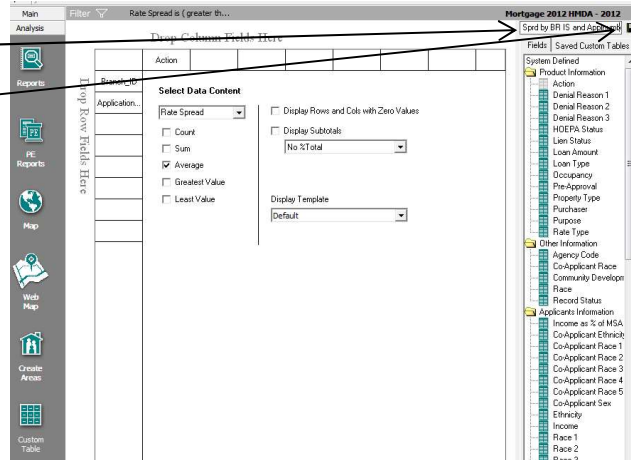 Main
Filter
Rate Spread is ( greater th...
Mortgage 2012 HMDA - 2012
Analysis
Reports
PE
Reports
Map
Web
Map
Create
Areas
Custom
Table
Drop Column Fields Here
Drop Row Fields Here
Action
Branch_ID
Application...
Select Data Content
Rate Spread
Count
Sum
Average
Greatest Value
Least Value
Display Rows and Cols with Zero Values
Display Subtotals
No %Total
Display Template
Default
Sprd by BR IS and
Fields
Saved Custom Tables
System Defined
Product Information
Action
Denial Reason 1
Denial Reason 2
Denial Reason 3
HOEPA Status
Lien Status
Loan Amount
Loan Type
Occupancy
Pre-Approval
Property Type
Purchaser
Purpose
Rate Type
Other Information
Agency Code
Co-Applicant Race
Community Developm
Race
Record Status
Applicants Information
Income as % of MSA
Co-Applicant Ethnicity
Co-Applicant Race 1
Co-Applicant Race 2
Co-Applicant Race 3
Co-Applicant Race 4
Co-Applicant Race 5
Co-Applicant Sex
Ethnicity
Income
Race 1
Race 2
Race 3